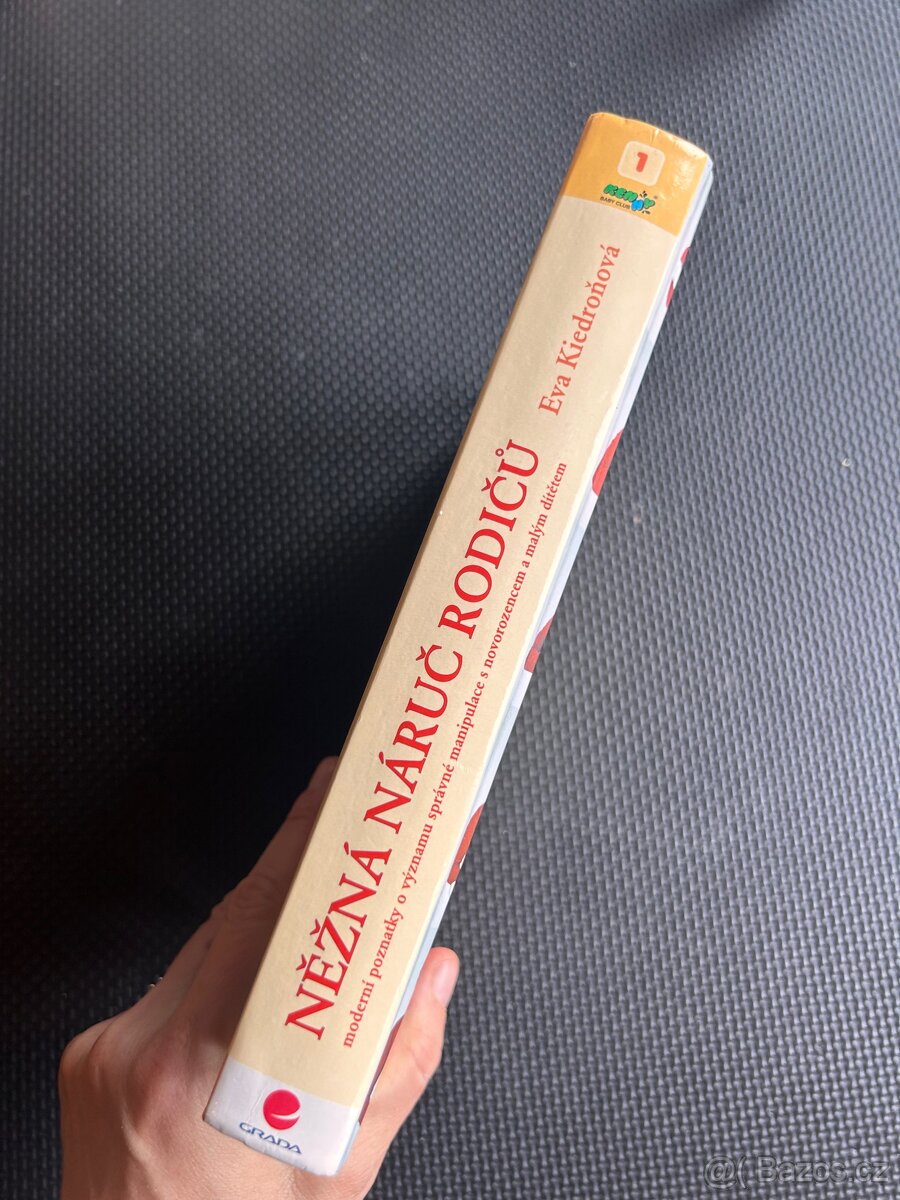 1
KENNY
BABY CLUB
Eva Kiedroňová
NĚŽNÁ NÁRUČ RODIČŮ
moderní poznatky o významu správné manipulace s novorozencem a malým dítětem
GRADA
@( Bazos.cz